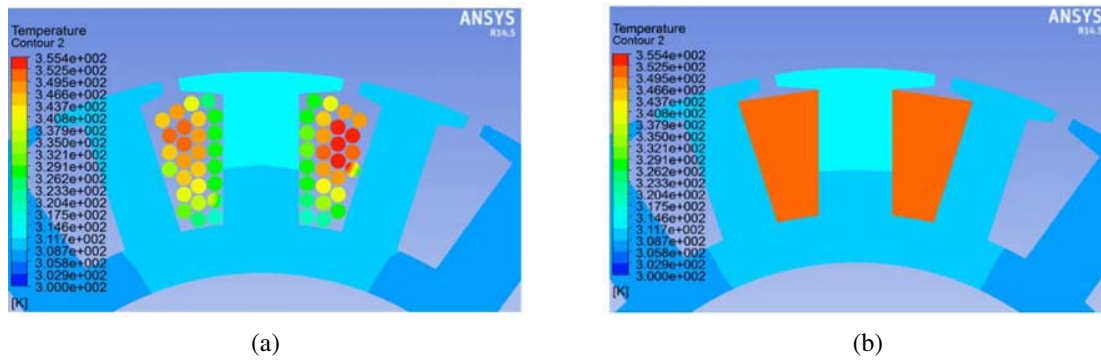 Temperature
Contour 2
3.554e+002
3.525e+002
3.495e+002
3.466e+002
3.437e+002
3.408e+002
3.379e+002
3.350e+002
3.321e+002
3.291e+002
3.262e+002
3.233e+002
3.204e+002
3.175e+002
3.146e+002
3.117e+002
3.087e+002
3.058e+002
3.029e+002
3.000e+002
[K]
ANSYS
R14.5
(a)
Temperature
Contour 2
3.554e+002
3.525e+002
3.495e+002
3.466e+002
3.437e+002
3.408e+002
3.379e+002
3.350e+002
3.321e+002
3.291e+002
3.262e+002
3.233e+002
3.204e+002
3.175e+002
3.146e+002
3.117e+002
3.087e+002
3.058e+002
3.029e+002
3.000e+002
[K]
ANSYS
R14.5
(b)